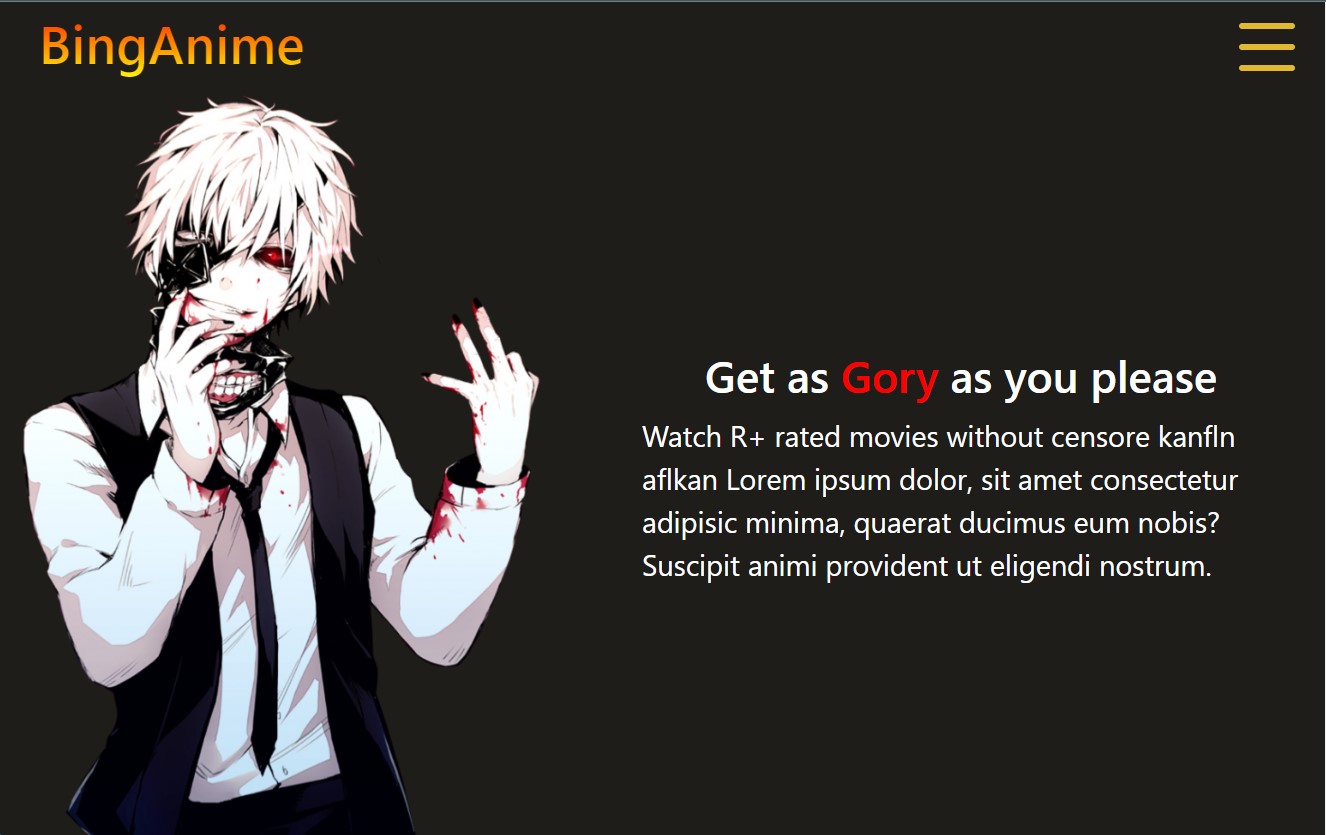 BingAnime
Get as Gory as you please
Watch R+ rated movies without censore kanfln
aflkan Lorem ipsum dolor, sit amet consectetur
adipisic minima, quaerat ducimus eum nobis?
Suscipit animi provident ut eligendi nostrum.